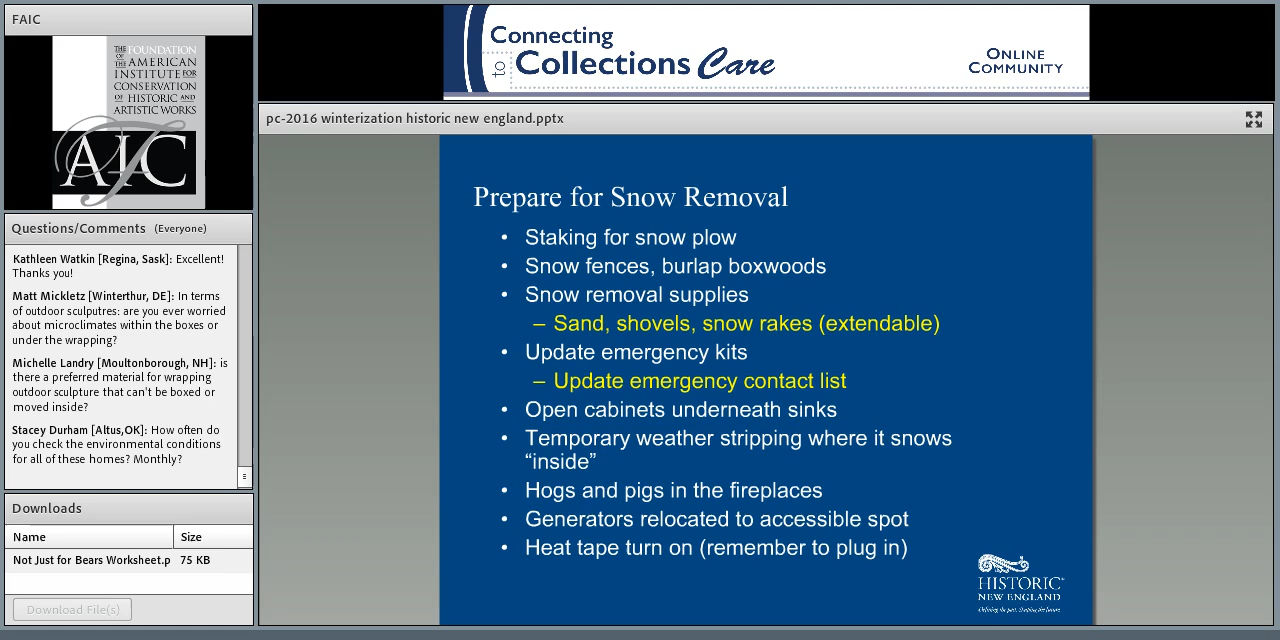 FAIC
THE FOUNDATION
OF THE AMERICAN
INSTITUTE FOR
CONSERVATION
OF HISTORIC AND
ARTISTIC WORKS
AIC
Questions/Comments (Everyone)
Kathleen Watkin [Regina, Sask]: Excellent!
Thanks you!
Matt Mickletz [Winterthur, DE]: In terms
of outdoor sculputres: are you ever worried
about microclimates within the boxes or
under the wrapping?
Michelle Landry [Moultonborough, NH]: is
there a preferred material for wrapping
outdoor sculpture that can't be boxed or
moved inside?
Stacey Durham [Altus,OK]: How often do
you check the environmental conditions
for all of these homes? Monthly?
Downloads
Name Size
Not Just for Bears Worksheet.p 75 KB
Download File(s)
Connecting
to Collections Care
ONLINE
COMMUNITY
pc-2016 winterization historic new england.pptx
Prepare for Snow Removal
• Staking for snow plow
• Snow fences, burlap boxwoods
• Snow removal supplies
– Sand, shovels, snow rakes (extendable)
• Update emergency kits
– Update emergency contact list
• Open cabinets underneath sinks
• Temporary weather stripping where it snows
“inside”
• Hogs and pigs in the fireplaces
• Generators relocated to accessible spot
• Heat tape turn on (remember to plug in)
HISTORIC
NEW ENGLAND
Defining the past. Shaping the future.